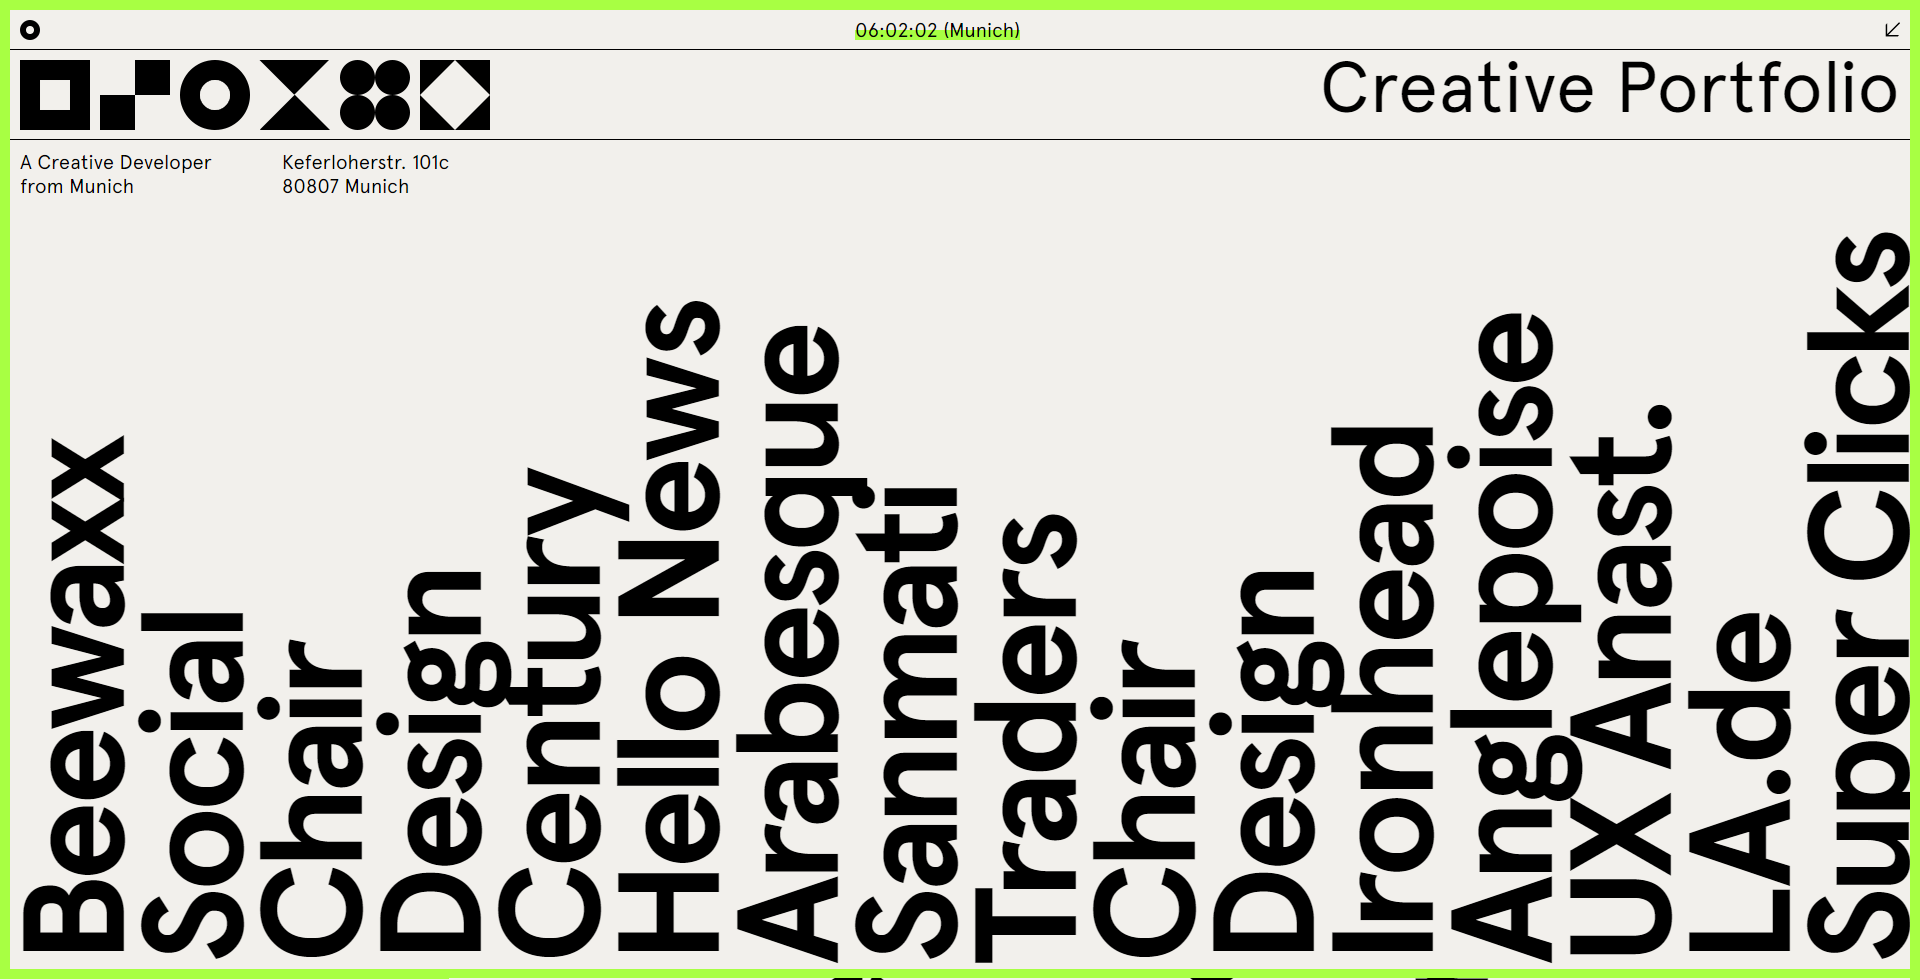 06:02:02 (Munich)
Creative Portfolio
A Creative Developer
from Munich
Keferloherstr. 101c
80807 Munich
Beewaxx
Social
Chair
Design
Century
Hello News
Arabesque
Sanmati
Traders
Chair
Design
Ironhead
Anglepoise
UX Anast.
LA.de
Super Clicks